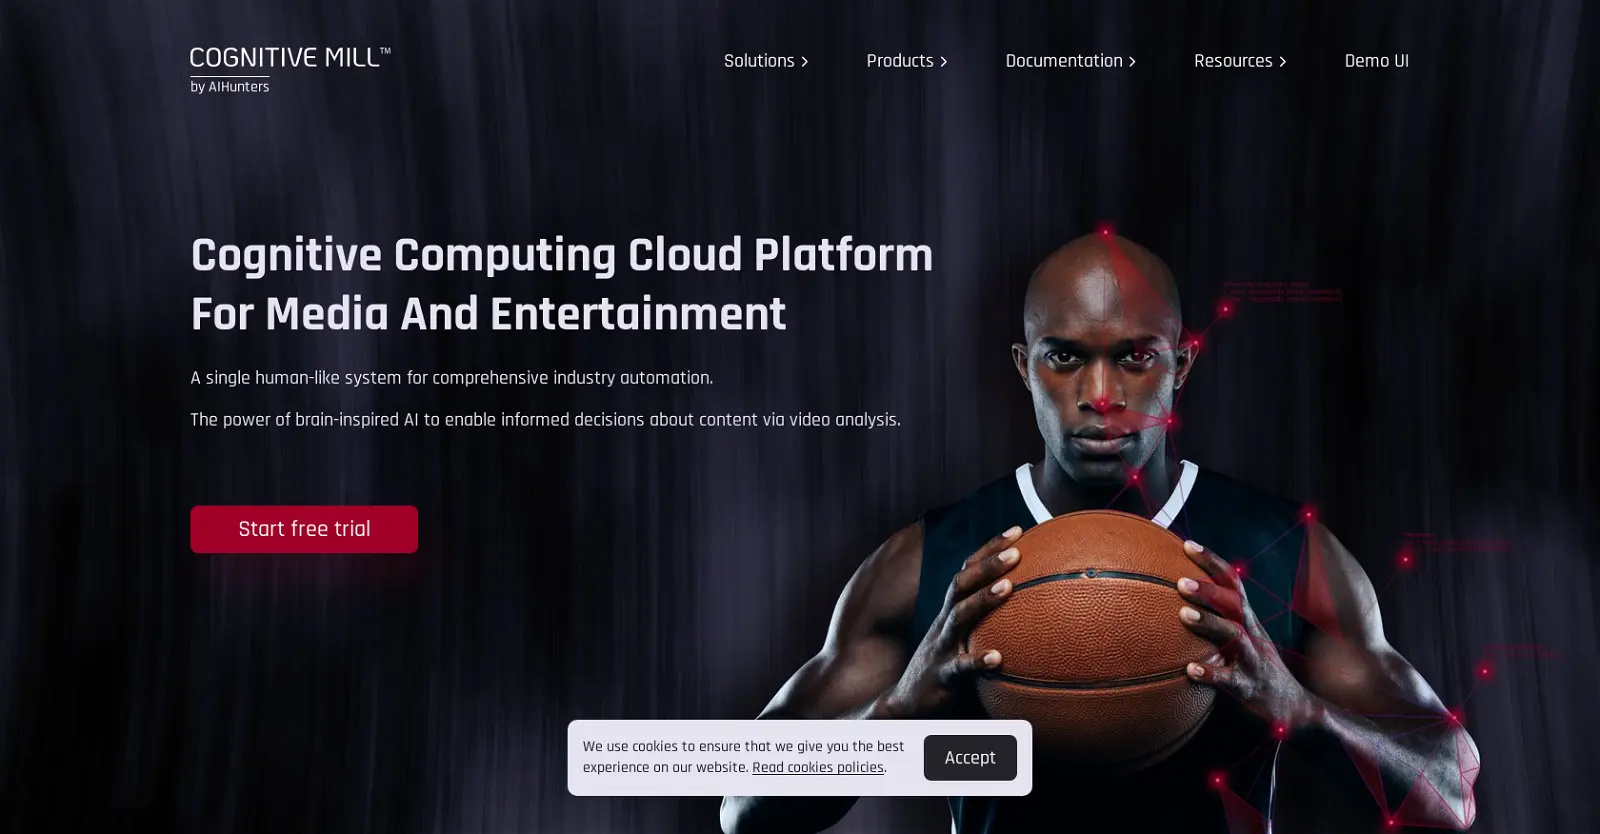 COGNITIVE MILL™
by AIHunters
Solutions
Products
Documentation
Resources
Demo UI
Cognitive Computing Cloud Platform
For Media And Entertainment
A single human-like system for comprehensive industry automation.
The power of brain-inspired AI to enable informed decisions about content via video analysis.
Start free trial
We use cookies to ensure that we give you the best
experience on our website. Read cookies policies.
Accept